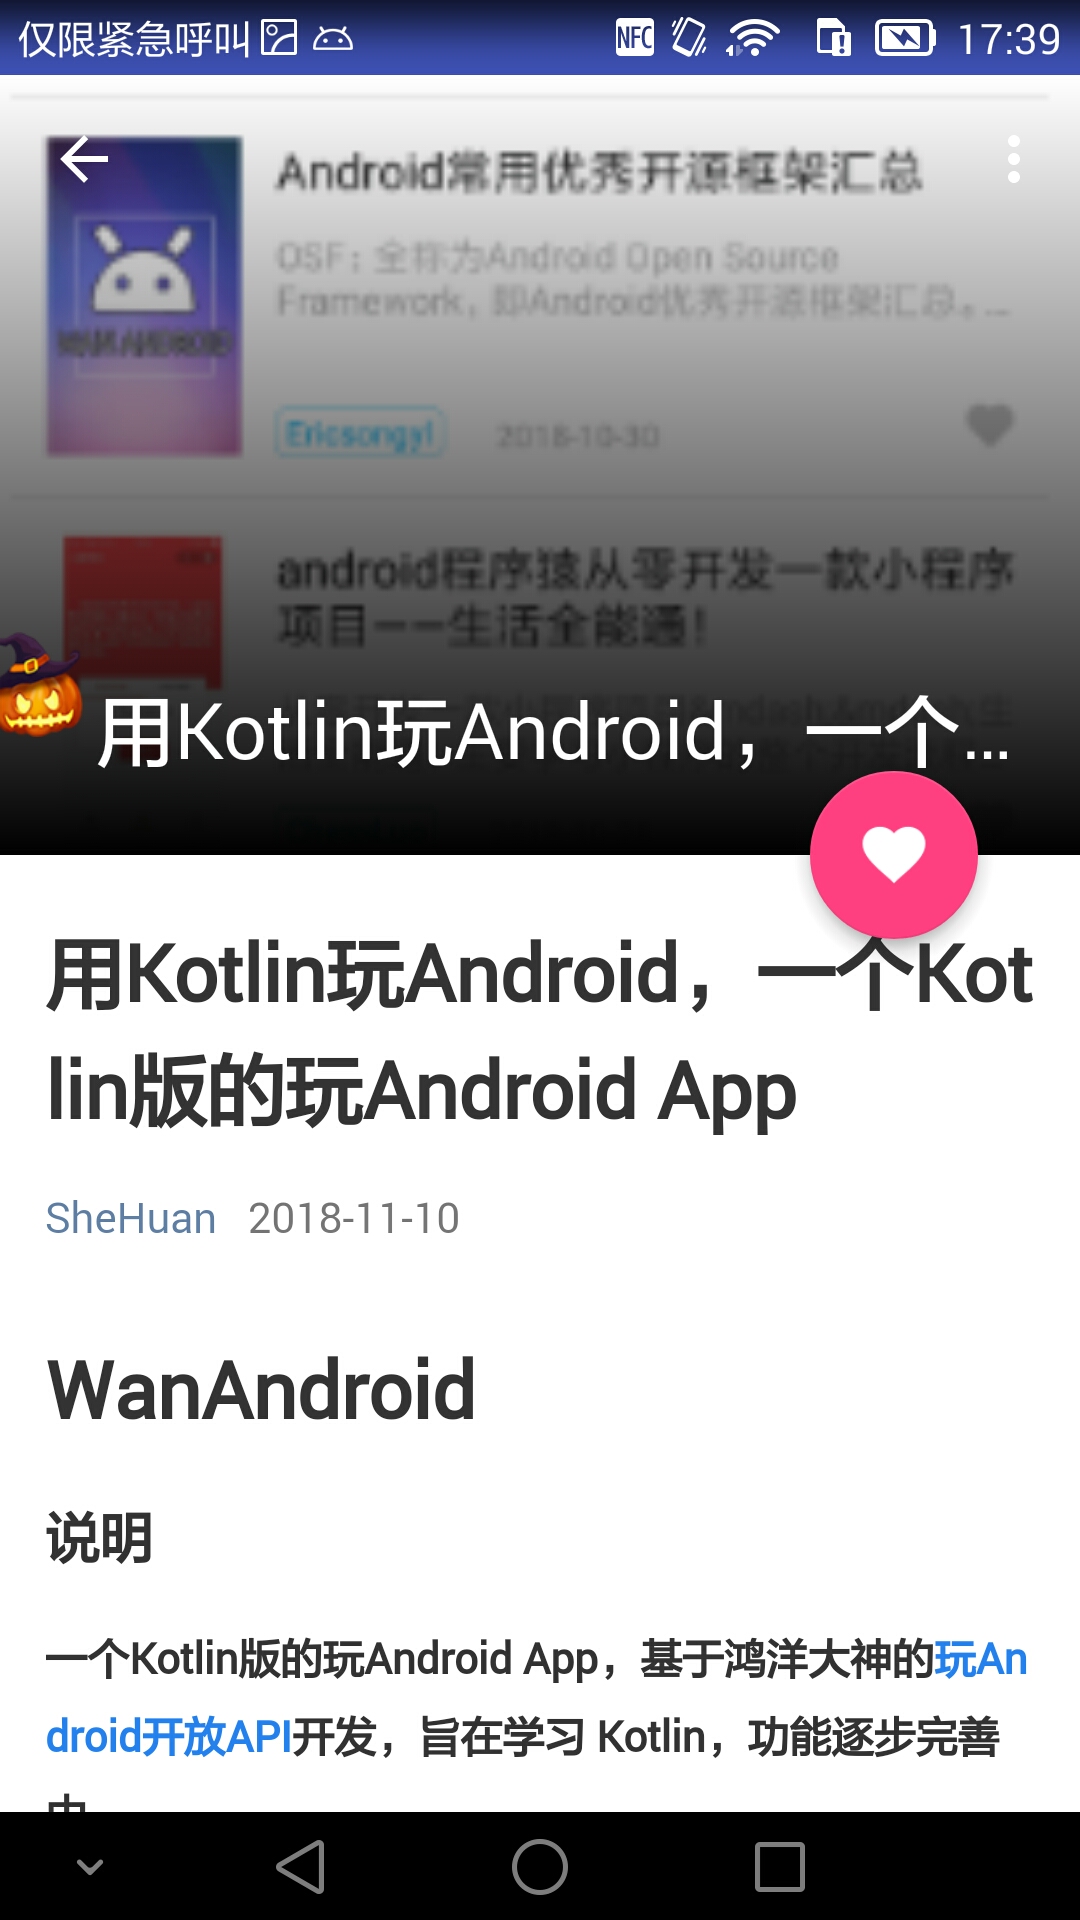 仅限紧急呼叫
NFC
17:39
Android常用优秀开源框架汇总
OSF：全称为Android Open Source
Framework，即Android优秀开源框架汇总。...
WAN ANDROID
Ericsongyl
2018-10-30
android程序猿从零开发一款小程序
项目——生活全能通！
用Kotlin玩Android，一个...
用Kotlin玩Android，一个Kot
lin版的玩Android App
SheHuan 2018-11-10
WanAndroid
说明
一个Kotlin版的玩Android App，基于鸿洋大神的玩An
droid开放API开发，旨在学习 Kotlin，功能逐步完善